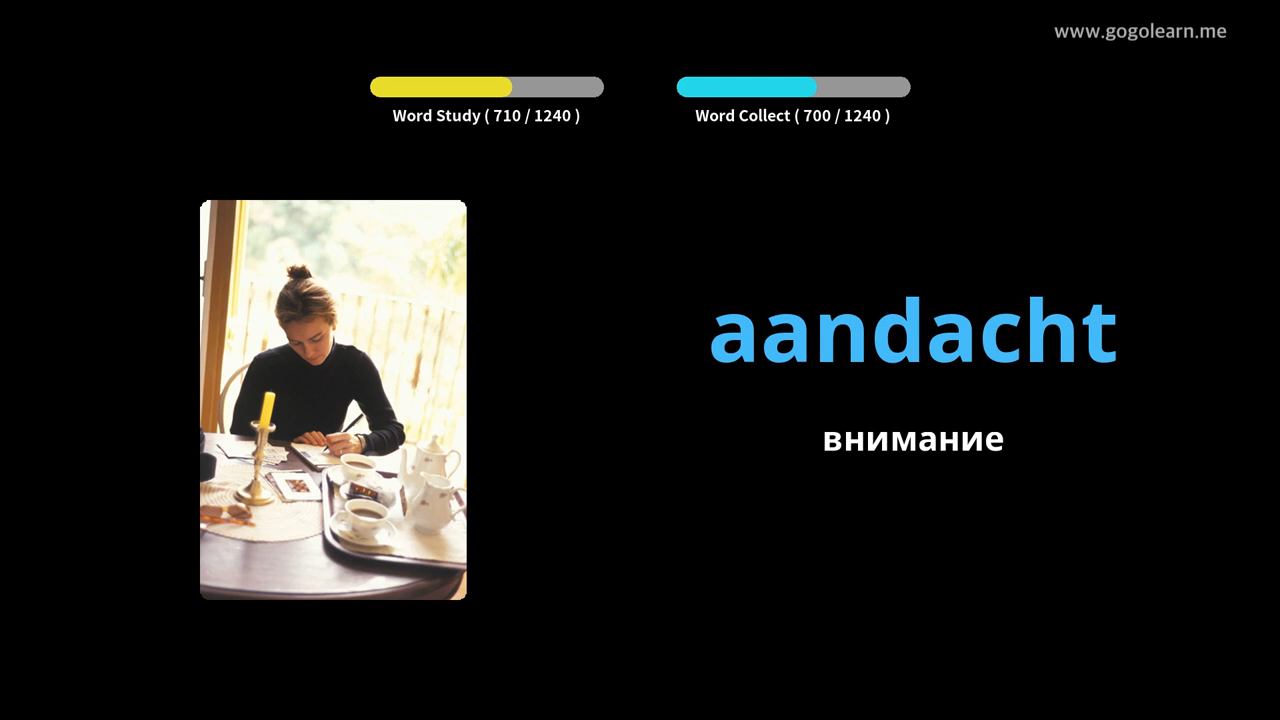 www.gogolearn.me
Word Study ( 710 / 1240 )
Word Collect ( 700 / 1240 )
aandacht
внимание